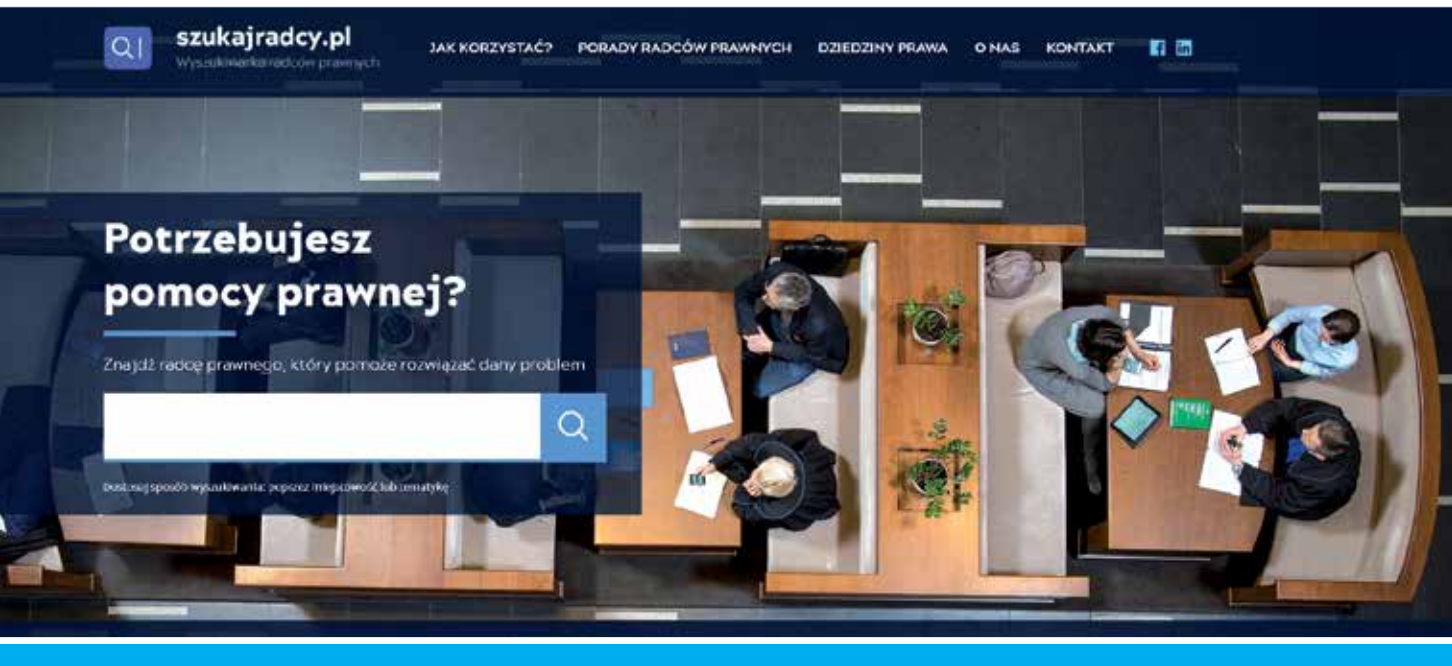 szukajradcy.pl
Wyszukiwarka radców prawnych
JAK KORZYSTAĆ? PORADY RADCÓW PRAWNYCH DZIEDZINY PRAWA O NAS KONTAKT
Potrzebujesz
pomocy prawnej?
Znajdź radcę prawnego, który pomoże rozwiązać dany problem
Dostosuj sposób wyszukiwania: poprzez miejscowość lub tematykę